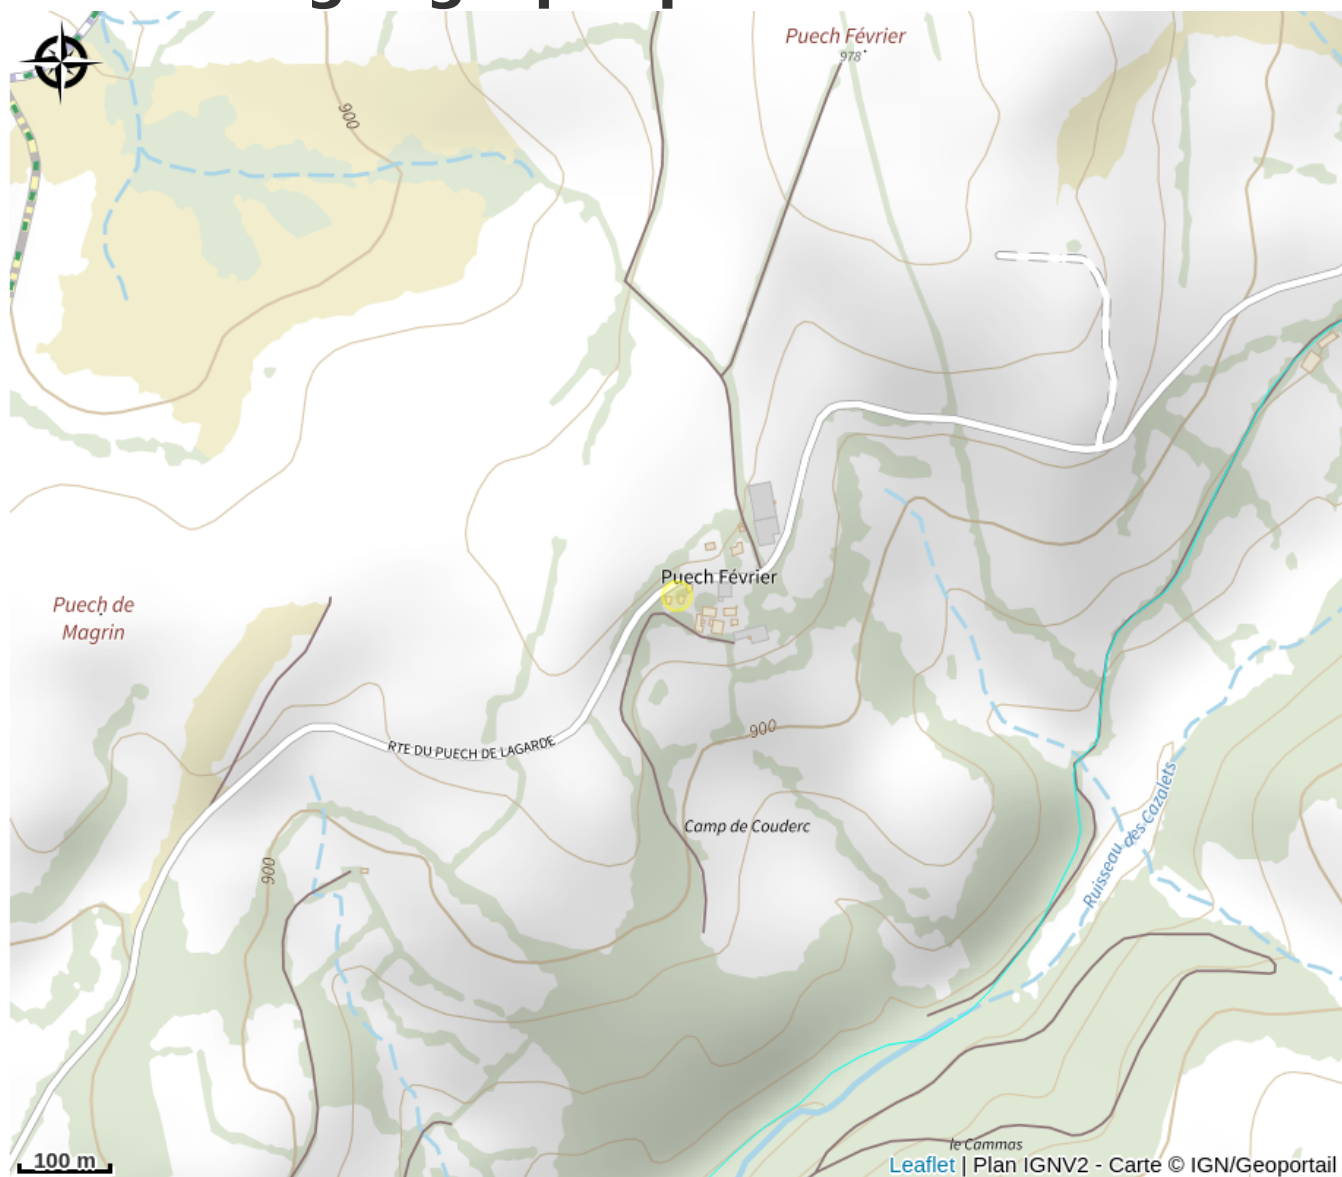 Puech Février
978
900
Puech Février
Puech de
Magrin
900
RTE DU PUECH DE LAGARDE
Camp de Couderc
Ruisseau des Cazalets
900
le Cammas
100 m
Leaflet | Plan IGNV2 - Carte © IGN/Geoportail